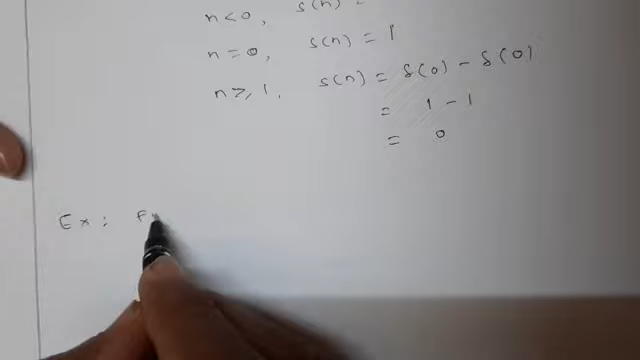 n<0, s(n) =
n=0, s(n) = 1
n≥1, s(n) = δ(0) - δ(0)
= 1 - 1
= 0
Ex: F